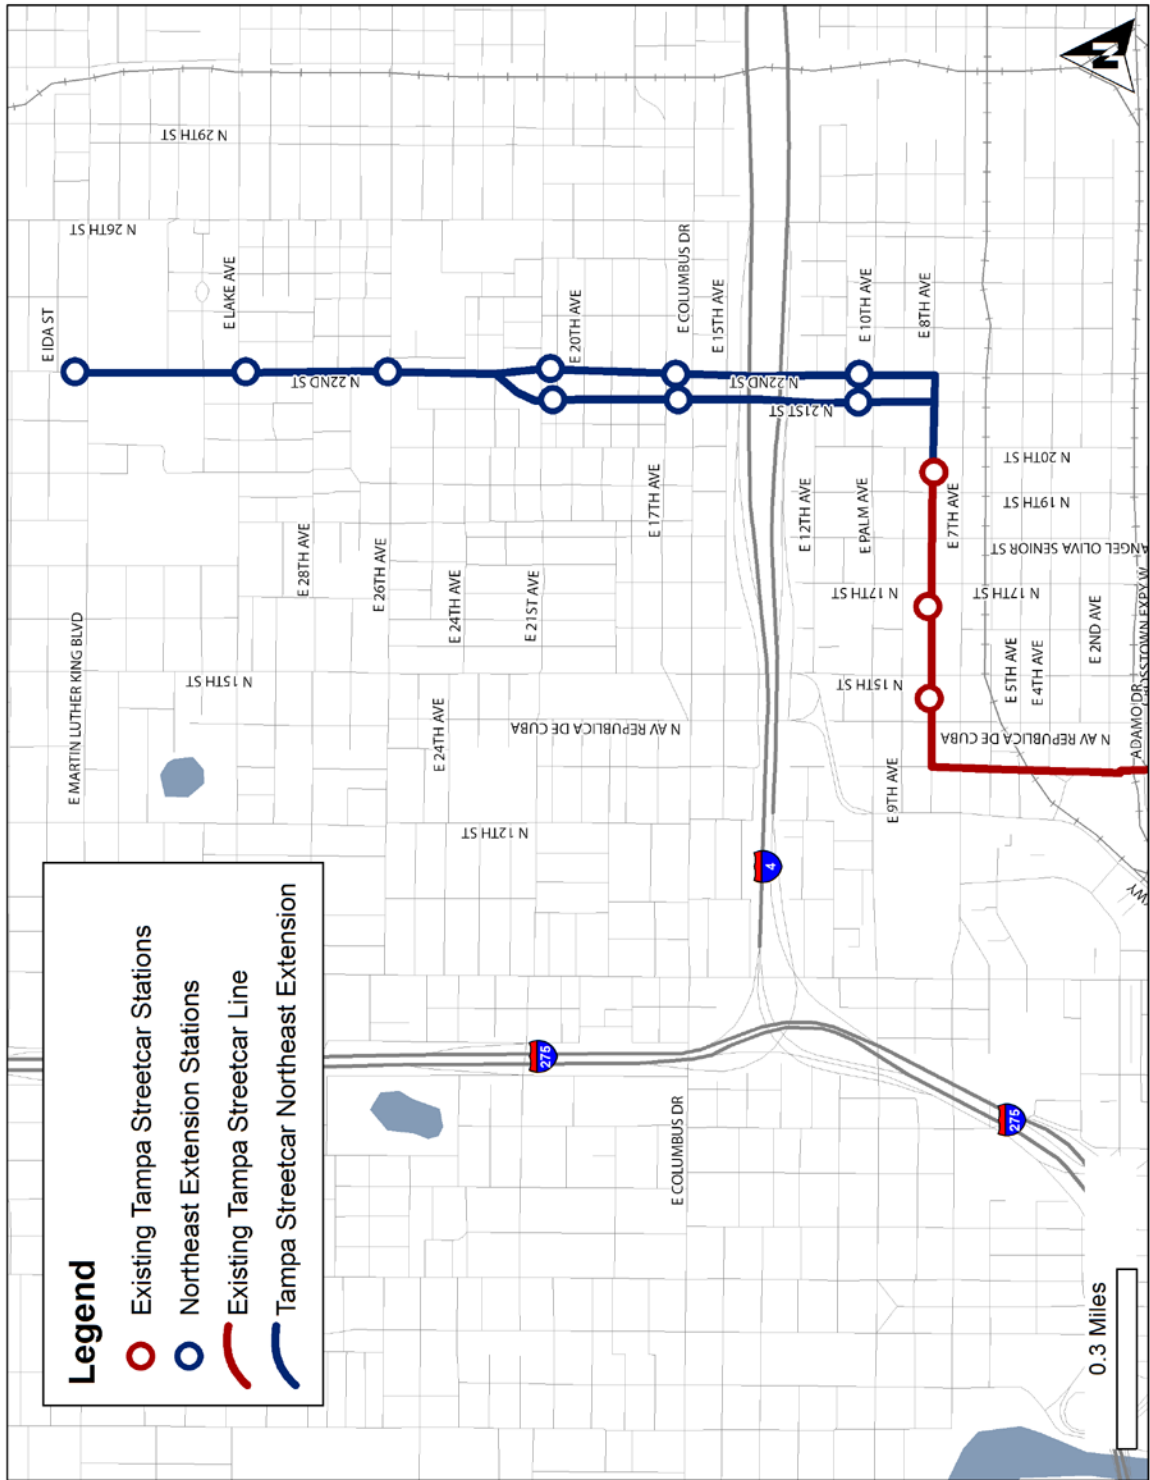 Legend
Existing Tampa Streetcar Stations
Northeast Extension Stations
Existing Tampa Streetcar Line
Tampa Streetcar Northeast Extension
0.3 Miles
N
N 29TH ST
N 26TH ST
E IDA ST
E LAKE AVE
N 22ND ST
E 20TH AVE
E COLUMBUS DR
E 15TH AVE
N 22ND ST
N 21ST ST
E 10TH AVE
E 8TH AVE
N 20TH ST
N 19TH ST
E 17TH AVE
E 12TH AVE
E PALM AVE
E 7TH AVE
ANGEL OLIVA SENIOR ST
E 28TH AVE
E 26TH AVE
E 24TH AVE
E 21ST AVE
N 17TH ST
N 17TH ST
E 2ND AVE
E 5TH AVE
E 4TH AVE
E MARTIN LUTHER KING BLVD
N 15TH ST
N 15TH ST
E 24TH AVE
N AV REPUBLICA DE CUBA
N AV REPUBLICA DE CUBA
ADAMO DR
E 9TH AVE
N 12TH ST
4
275
275
E COLUMBUS DR